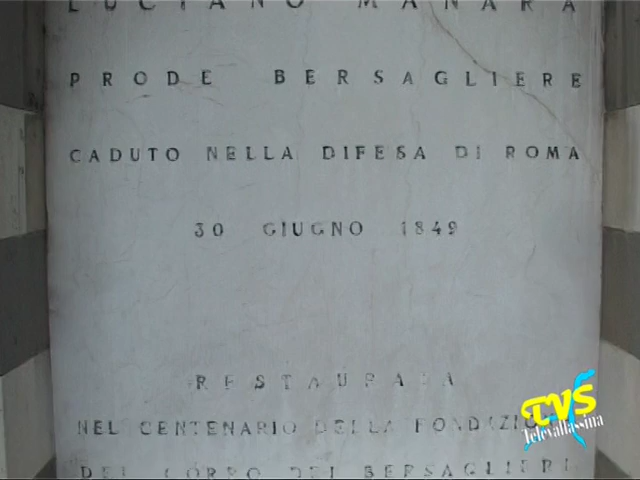 LUCIANO MANARA
PRODE BERSAGLIERE
CADUTO NELLA DIFESA DI ROMA
30 GIUGNO 1849
RESTAURATA
NEL CENTENARIO DELLA FONDAZIONE
DEL CORPO DEI BERSAGLIERI
TVS
Televallassina